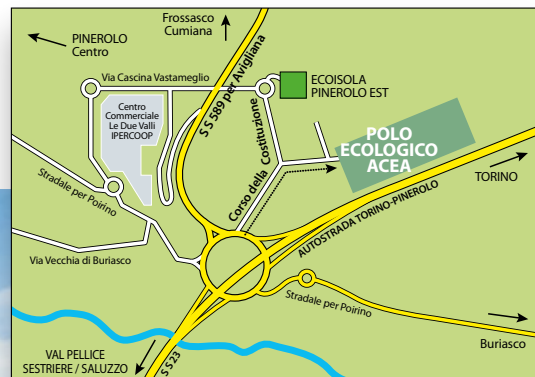 Frossasco
Cumiana
PINEROLO
Centro
Via Cascina Vastameglio
ECOISOLA
PINEROLO EST
Centro
Commerciale
Le Due Valli
IPERCOOP
S S 589 per Avigliana
Corso della Costituzione
POLO
ECOLOGICO
ACEA
TORINO
Stradale per Poirino
AUTOSTRADA TORINO-PINEROLO
Via Vecchia di Buriasco
Stradale per Poirino
Buriasco
VAL PELLICE
SESTRIERE / SALUZZO
S S 23